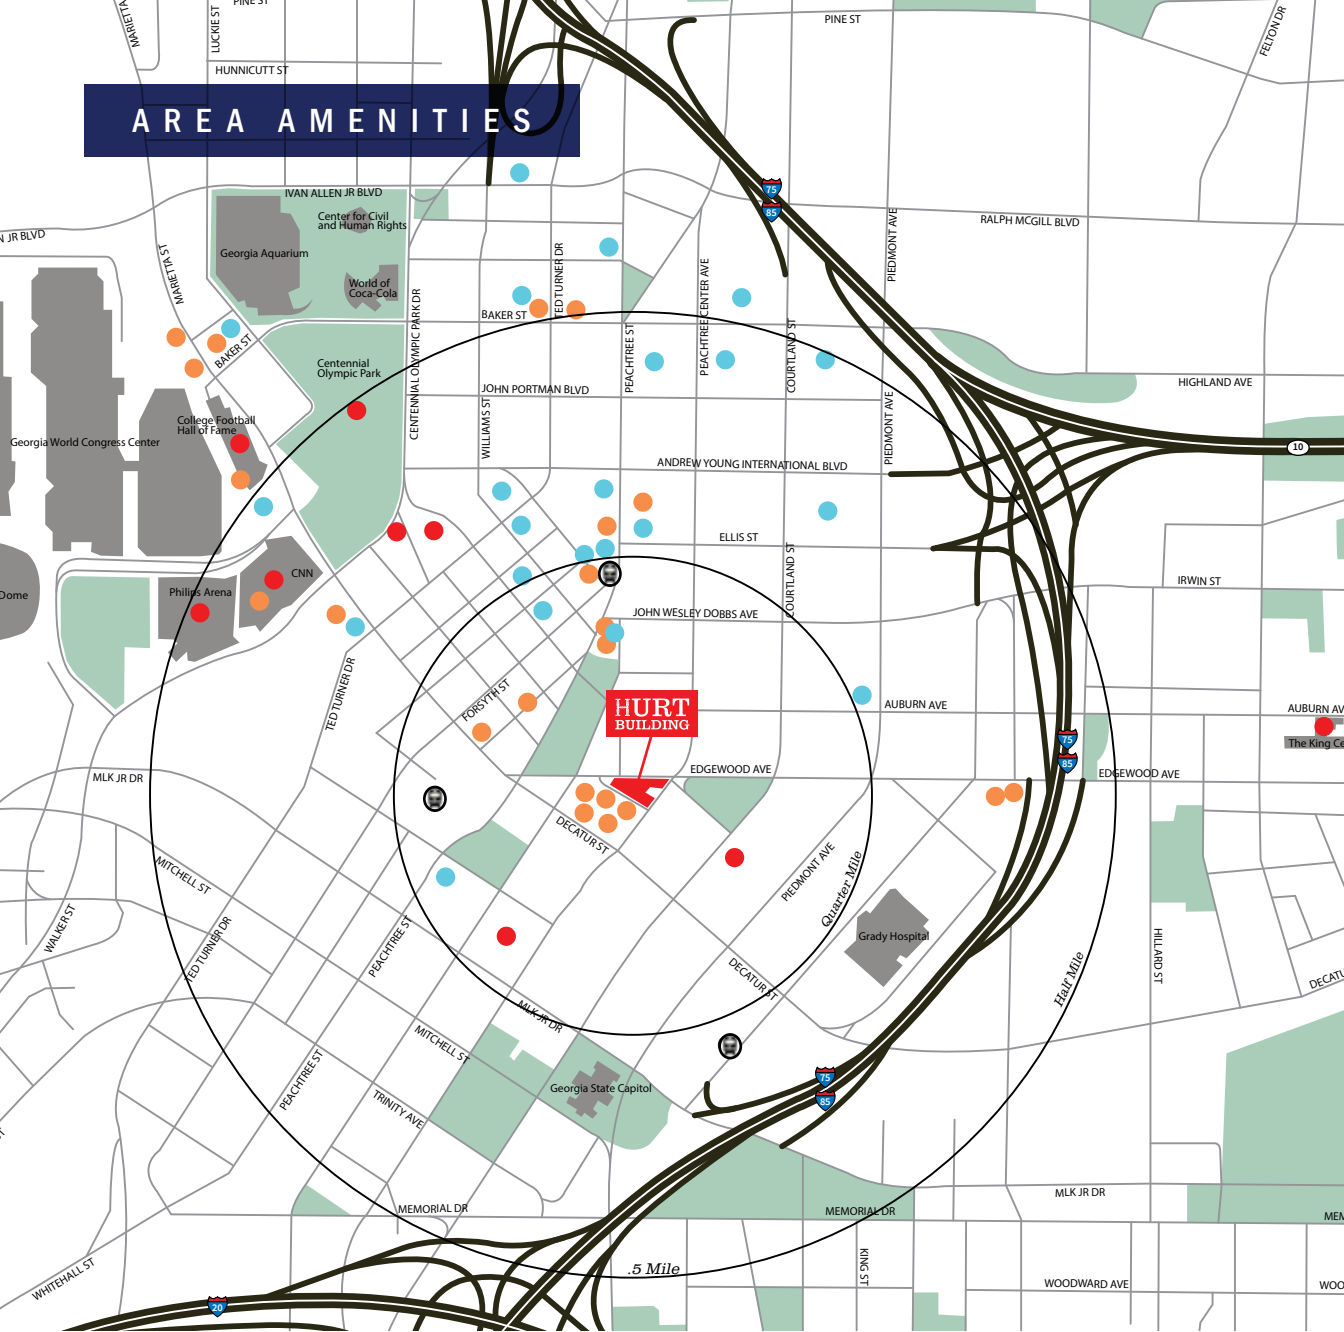 PINE ST
PINE ST
MARIETTA
LUCKIE ST
FELTON DR
HUNNICUTT ST
AREA AMENITIES
75
85
IVAN ALLEN JR BLVD
Center for Civil
and Human Rights
RALPH MCGILL BLVD
PIEDMONT AVE
N JR BLVD
MARIETTA ST
Georgia Aquarium
World of
Coca-Cola
TED TURNER DR
PEACHTREE CENTER AVE
BAKER ST
BAKER ST
CENTENNIAL OLYMPIC PARK DR
PEACHTREE ST
COURTLAND ST
Centennial
Olympic Park
JOHN PORTMAN BLVD
HIGHLAND AVE
WILLIAMS ST
PIEDMONT AVE
College Football
Hall of Fame
Georgia World Congress Center
10
ANDREW YOUNG INTERNATIONAL BLVD
ELLIS ST
COURTLAND ST
CNN
IRWIN ST
Dome
Philips Arena
JOHN WESLEY DOBBS AVE
TED TURNER DR
FORSYTH ST
HURT
BUILDING
AUBURN AVE
AUBURN AV
75
85
The King Ce
MLK JR DR
EDGEWOOD AVE
EDGEWOOD AVE
DECATUR ST
MITCHELL ST
PIEDMONT AVE
Quarter Mile
WALKER ST
TED TURNER DR
PEACHTREE ST
Grady Hospital
HILLARD ST
Half Mile
DECATUR ST
DECATU
MLK JR DR
MITCHELL ST
PEACHTREE ST
TRINITY AVE
Georgia State Capitol
75
85
MEMORIAL DR
MEMORIAL DR
MLK JR DR
MEM
.5 Mile
KING ST
WHITEHALL ST
WOODWARD AVE
WOO
20